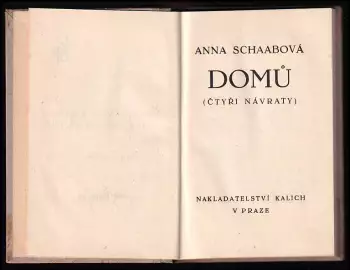 ANNA SCHAABOVÁ
DOMŮ
(ČTYŘI NÁVRATY)
NAKLADATELSTVÍ KALICH
V PRAZE